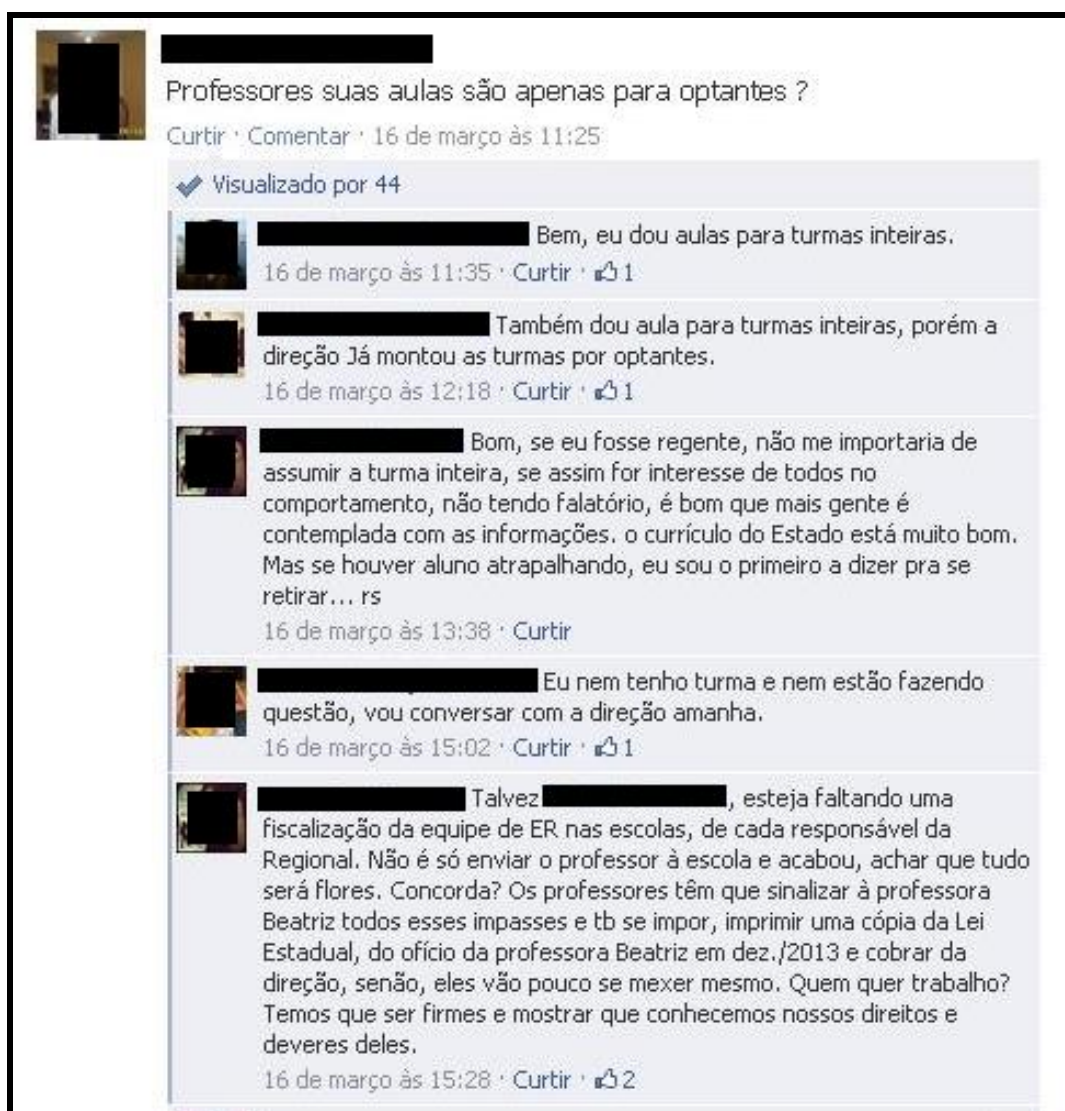 Professores suas aulas são apenas para optantes ?
Curtir · Comentar · 16 de março às 11:25
Visualizado por 44
Bem, eu dou aulas para turmas inteiras.
16 de março às 11:35 · Curtir · 1
Também dou aula para turmas inteiras, porém a
direção Já montou as turmas por optantes.
16 de março às 12:18 · Curtir · 1
Bom, se eu fosse regente, não me importaria de
assumir a turma inteira, se assim for interesse de todos no
comportamento, não tendo falatório, é bom que mais gente é
contemplada com as informações. o currículo do Estado está muito bom.
Mas se houver aluno atrapalhando, eu sou o primeiro a dizer pra se
retirar... rs
16 de março às 13:38 · Curtir
Eu nem tenho turma e nem estão fazendo
questão, vou conversar com a direção amanha.
16 de março às 15:02 · Curtir · 1
Talvez , esteja faltando uma
fiscalização da equipe de ER nas escolas, de cada responsável da
Regional. Não é só enviar o professor à escola e acabou, achar que tudo
será flores. Concorda? Os professores têm que sinalizar à professora
Beatriz todos esses impasses e tb se impor, imprimir uma cópia da Lei
Estadual, do ofício da professora Beatriz em dez./2013 e cobrar da
direção, senão, eles vão pouco se mexer mesmo. Quem quer trabalho?
Temos que ser firmes e mostrar que conhecemos nossos direitos e
deveres deles.
16 de março às 15:28 · Curtir · 2